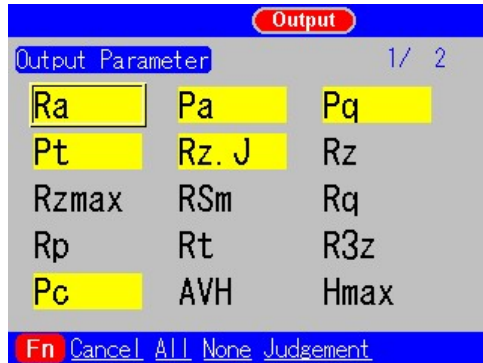 Output
Output Parameter 1/ 2
Ra Pa Pq
Pt Rz.J Rz
Rzmax RSm Rq
Rp Rt R3z
Pc AVH Hmax
Fn Cancel All None Judgement